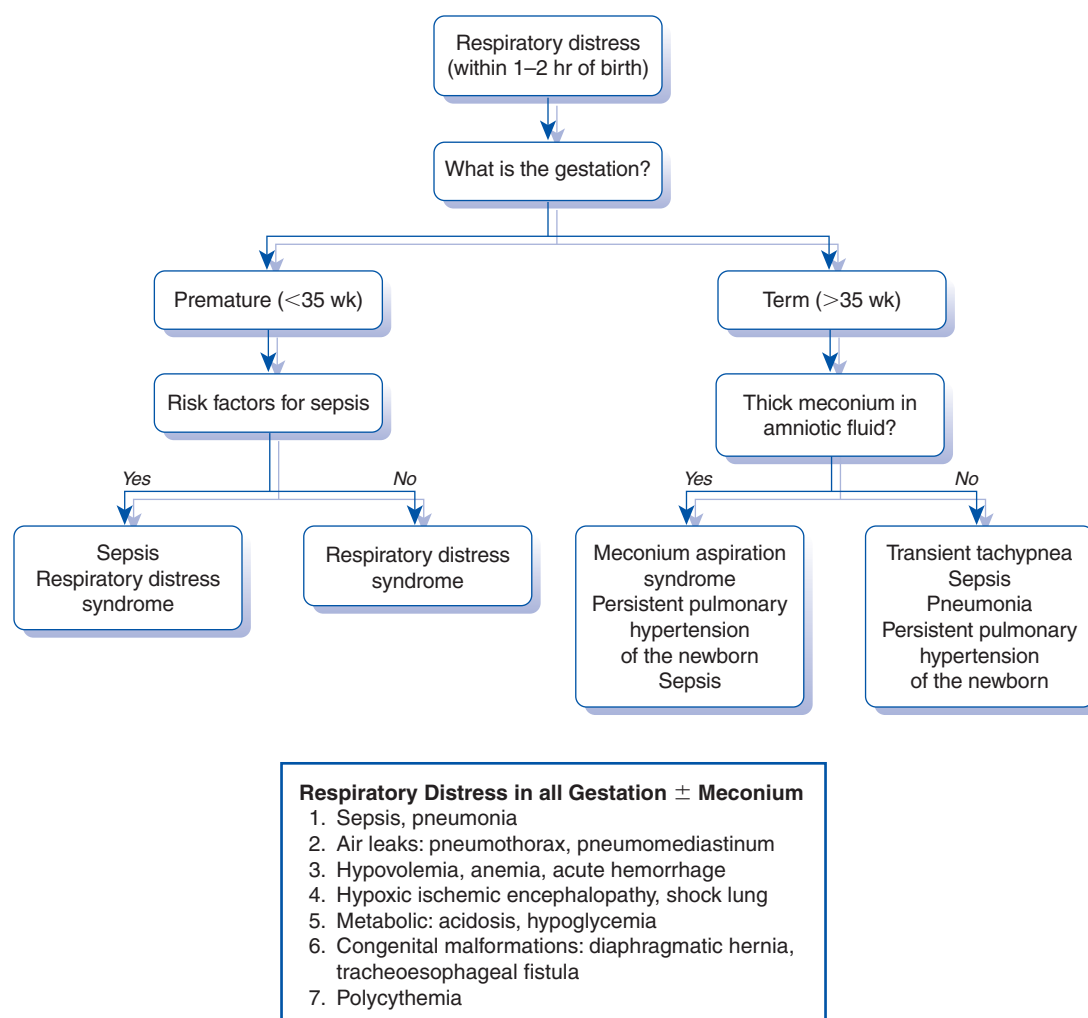 Respiratory distress
(within 1–2 hr of birth)
What is the gestation?
Premature (<35 wk)
Term (>35 wk)
Risk factors for sepsis
Thick meconium in
amniotic fluid?
Yes
No
Yes
No
Sepsis
Respiratory distress
syndrome
Respiratory distress
syndrome
Meconium aspiration
syndrome
Persistent pulmonary
hypertension
of the newborn
Sepsis
Transient tachypnea
Sepsis
Pneumonia
Persistent pulmonary
hypertension
of the newborn
Respiratory Distress in all Gestation ± Meconium
1. Sepsis, pneumonia
2. Air leaks: pneumothorax, pneumomediastinum
3. Hypovolemia, anemia, acute hemorrhage
4. Hypoxic ischemic encephalopathy, shock lung
5. Metabolic: acidosis, hypoglycemia
6. Congenital malformations: diaphragmatic hernia,
tracheoesophageal fistula
7. Polycythemia